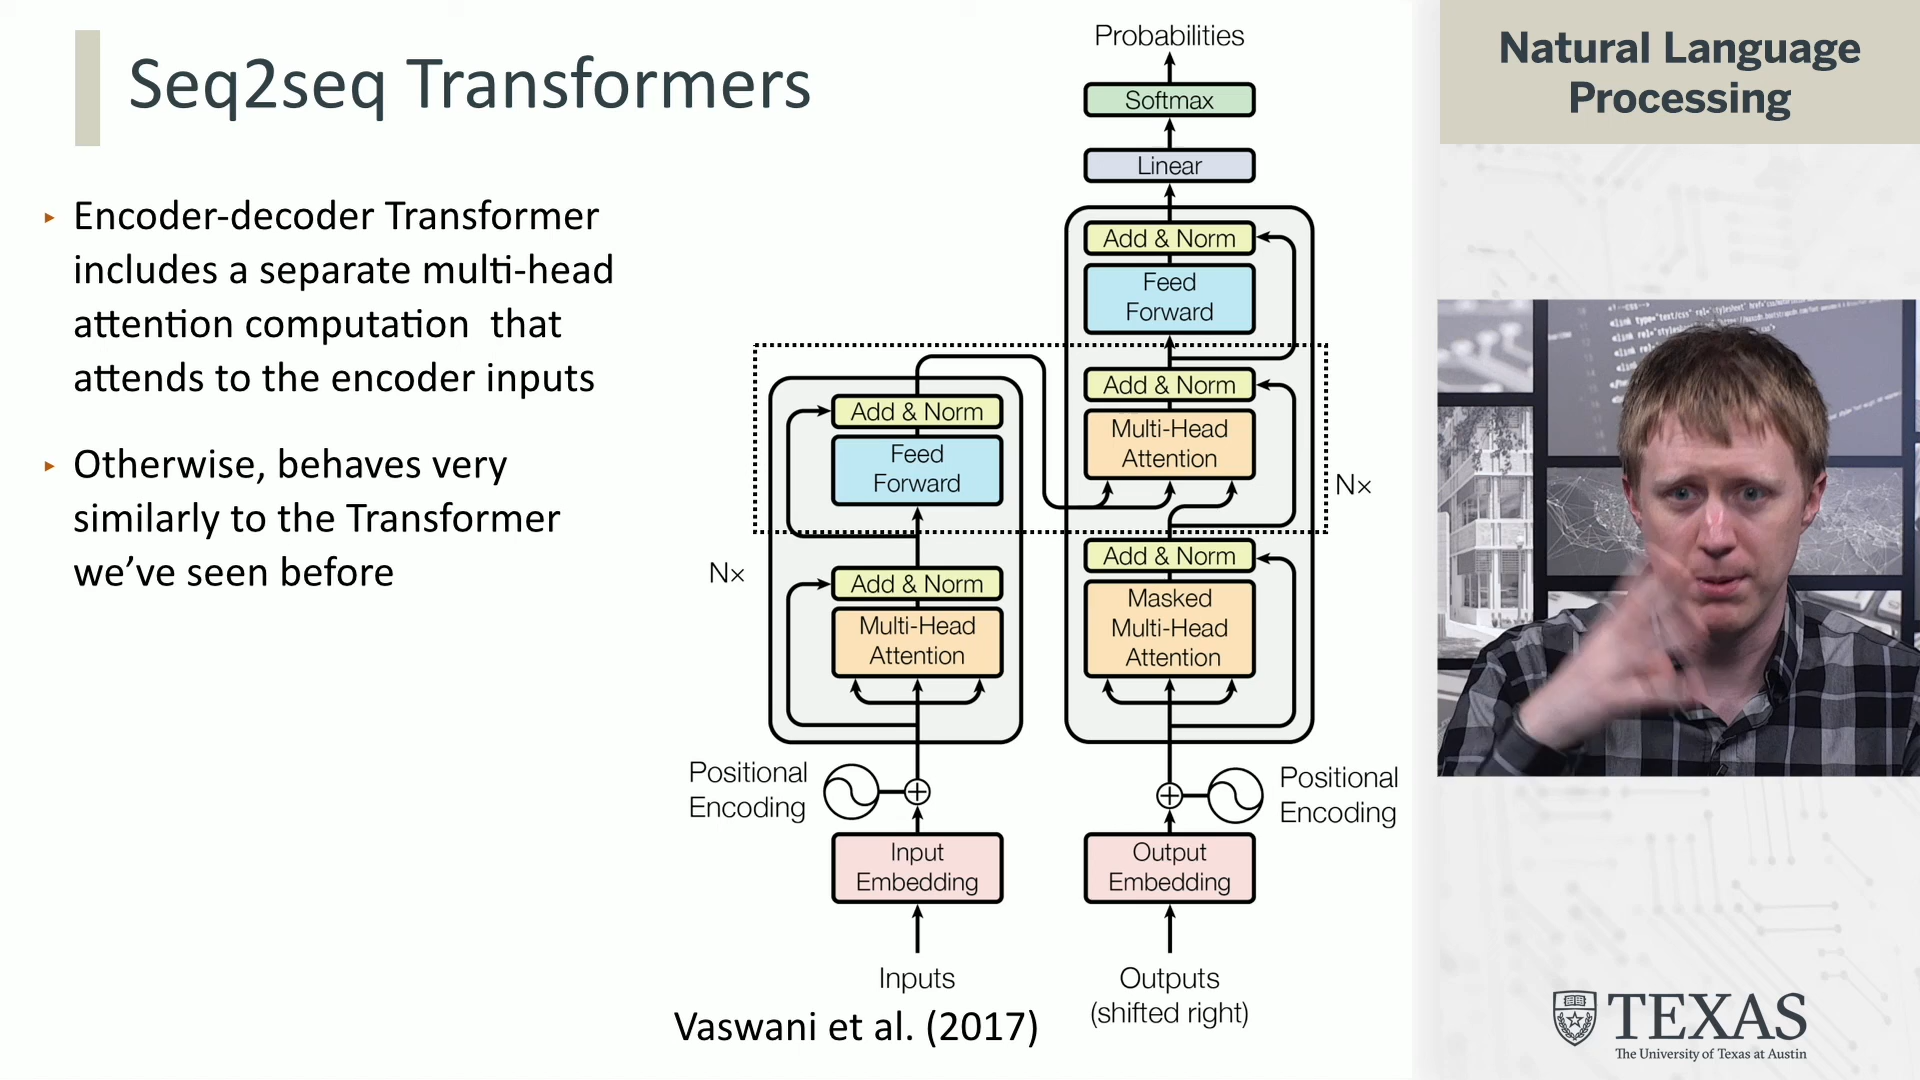 Seq2seq Transformers
‣ Encoder-decoder Transformer
includes a separate multi-head
attention computation that
attends to the encoder inputs
‣ Otherwise, behaves very
similarly to the Transformer
we’ve seen before
Probabilities
Softmax
Linear
Add & Norm
Feed
Forward
Add & Norm
Multi-Head
Attention
N×
Add & Norm
Masked
Multi-Head
Attention
Add & Norm
Feed
Forward
N×
Add & Norm
Multi-Head
Attention
Positional
Encoding
Positional
Encoding
Input
Embedding
Output
Embedding
Inputs
Outputs
(shifted right)
Vaswani et al. (2017)
Natural Language
Processing
TEXAS
The University of Texas at Austin